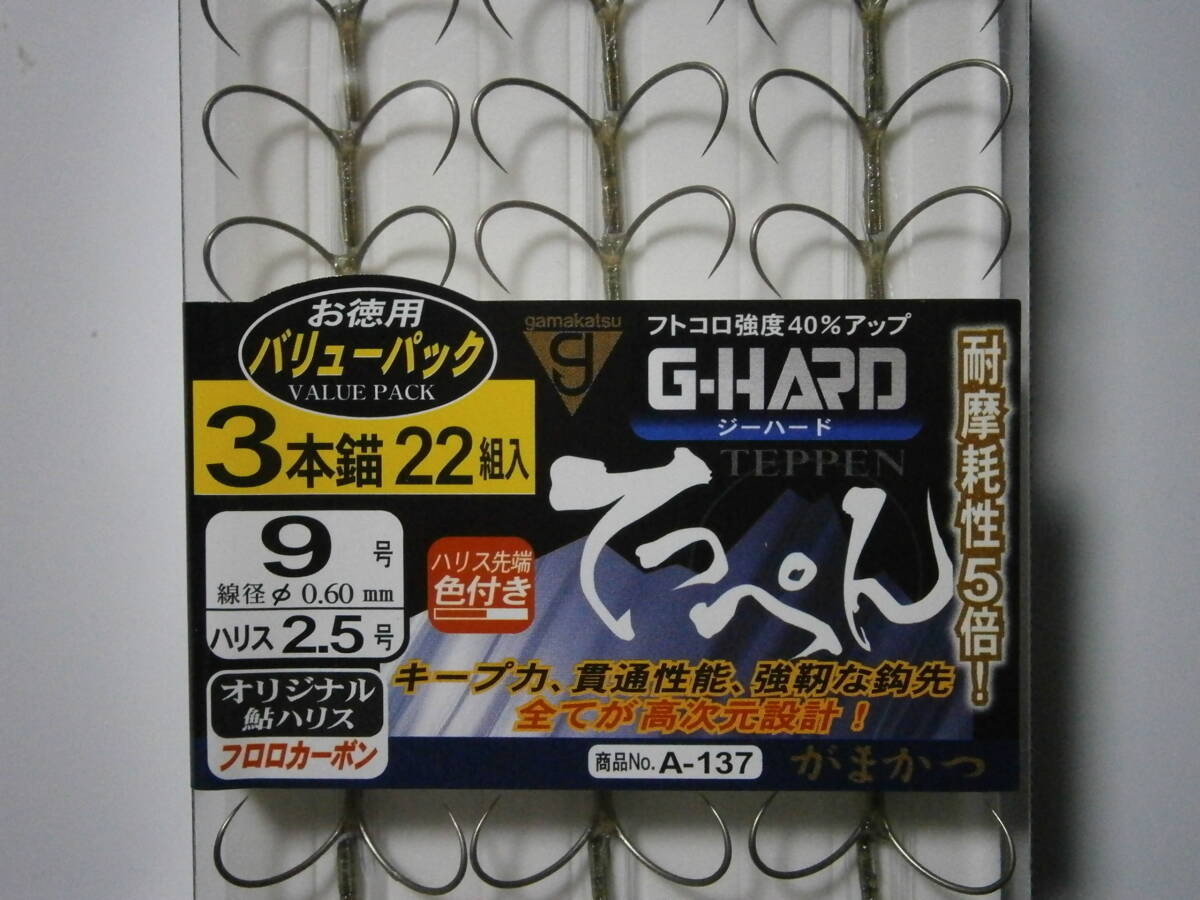 お徳用
バリューパック
VALUE PACK
3本錨 22組入
9号
線径 φ 0.60 mm
ハリス 2.5号
オリジナル
鮎ハリス
フロロカーボン
gamakatsu
g
フトコロ強度40%アップ
G-HARD
ジーハード
TEPPEN
てっぺん
ハリス先端
色付き
耐摩耗性5倍!
キープ力、貫通性能、強靭な鈎先
全てが高次元設計!
商品No. A-137
がまかつ